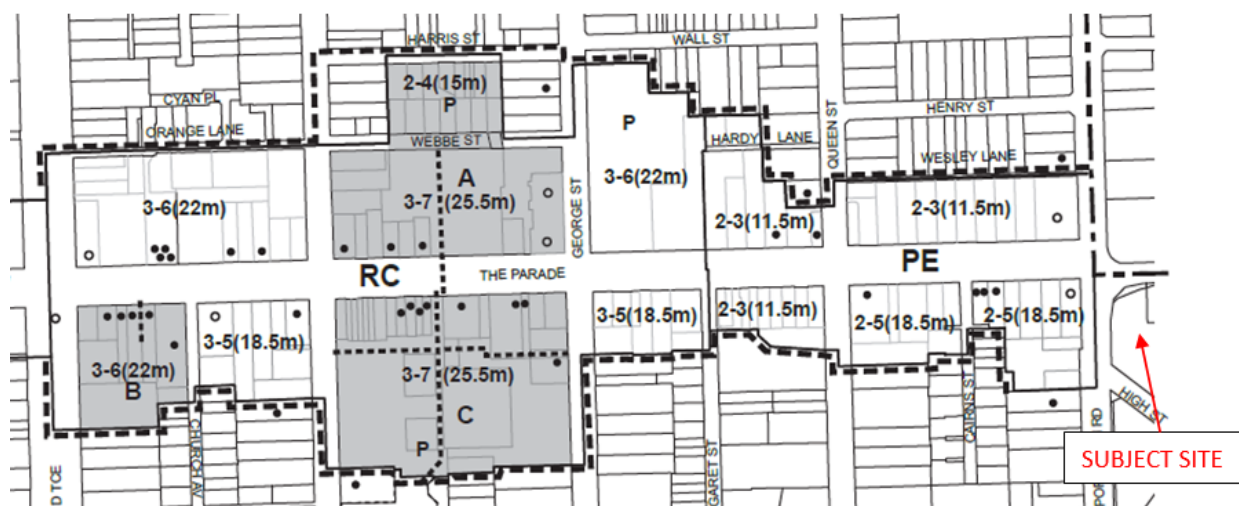 HARRIS ST
WALL ST
2-4(15m)
P
CYAN PL
ORANGE LANE
WEBBE ST
P
HENRY ST
HARDY LANE
QUEEN ST
WESLEY LANE
A
3-6(22m)
3-7 (25.5m)
3-6(22m)
2-3(11.5m)
2-3(11.5m)
GEORGE ST
RC
THE PARADE
PE
3-5(18.5m)
3-6(22m)
B
3-5(18.5m)
2-3(11.5m)
2-5(18.5m)
2-5(18.5m)
3-7 (25.5m)
C
P
CHURCH AV
D TCE
GARET ST
CAIRNS ST
HIGH ST
POR
RD
SUBJECT SITE